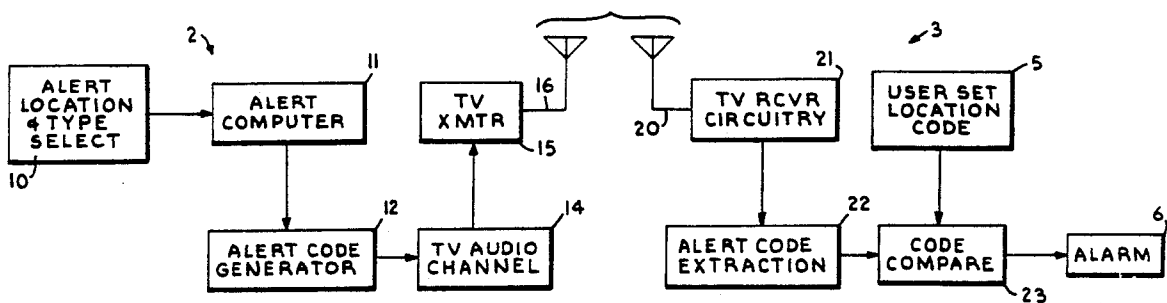 2
3
ALERT
LOCATION
& TYPE
SELECT
10
11
ALERT
COMPUTER
TV
XMTR
15
16
20
21
TV RCVR
CIRCUITRY
5
USER SET
LOCATION
CODE
12
ALERT CODE
GENERATOR
14
TV AUDIO
CHANNEL
22
ALERT CODE
EXTRACTION
CODE
COMPARE
23
6
ALARM